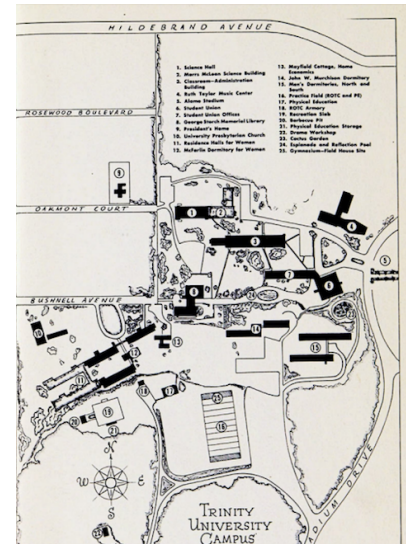 HILDEBRAND AVENUE
1. Science Hall
2. Marrs McLean Science Building
3. Classroom-Administration
Building
4. Ruth Taylor Music Center
5. Alamo Stadium
6. Student Union
7. Student Union Offices
8. George Storch Memorial Library
9. President's Home
10. University Presbyterian Church
11. Residence Halls for Women
12. McFarlin Dormitory for Women
13. Mayfield Cottage, Home
Economics
14. John W. Murchison Dormitory
15. Men's Dormitories, North and
South
16. Practice Field (ROTC and PE)
17. Physical Education
18. ROTC Armory
19. Recreation Slab
20. Barbecue Pit
21. Physical Education Storage
22. Drama Workshop
23. Cactus Garden
24. Esplanade and Reflection Pool
25. Gymnasium-Field House Site
ROSEWOOD BOULEVARD
9
OAKMONT COURT
1
2
3
4
5
6
7
8
24
BUSHNELL AVENUE
10
11
12
13
14
15
17
18
19
20
21
25
16
N
W
E
S
TRINITY
UNIVERSITY
CAMPUS
ADIUM DRIVE